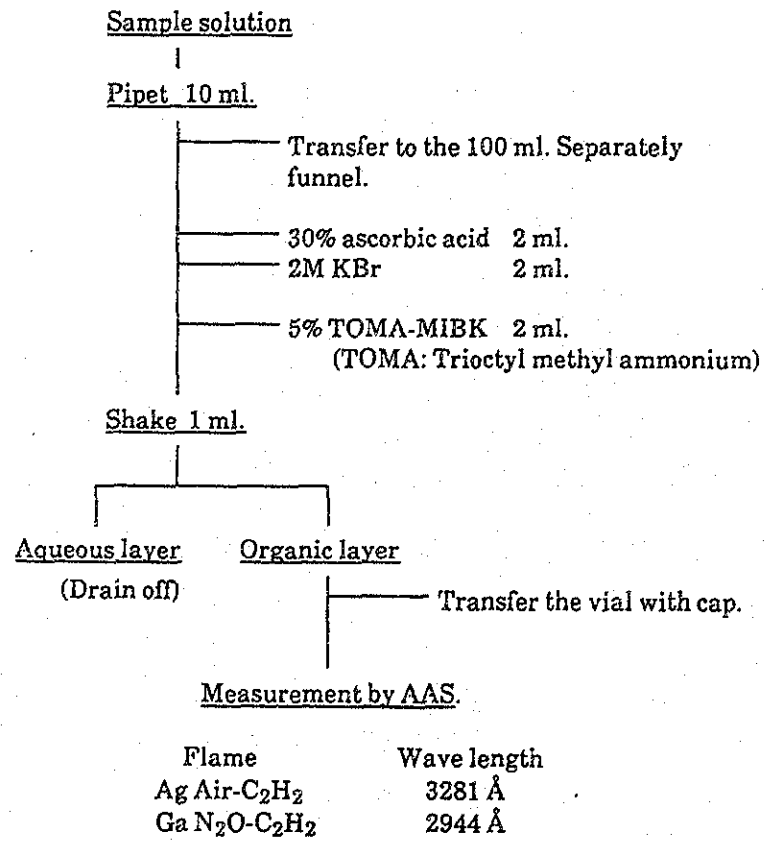 Sample solution
Pipet 10 ml.
Transfer to the 100 ml. Separately
funnel.
30% ascorbic acid 2 ml.
2M KBr 2 ml.
5% TOMA-MIBK 2 ml.
(TOMA: Trioctyl methyl ammonium)
Shake 1 ml.
Aqueous layer Organic layer
(Drain off)
Transfer the vial with cap.
Measurement by AAS.
Flame Wave length
Ag Air-C₂H₂ 3281 Å
Ga N₂O-C₂H₂ 2944 Å